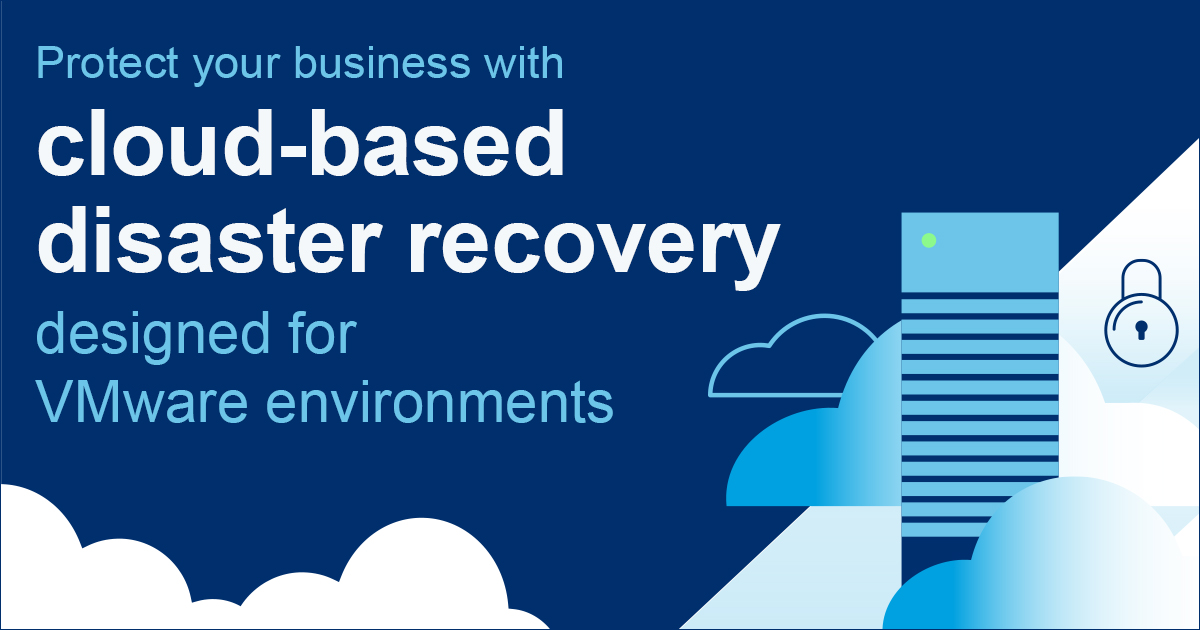 Protect your business with
cloud-based
disaster recovery
designed for
VMware environments